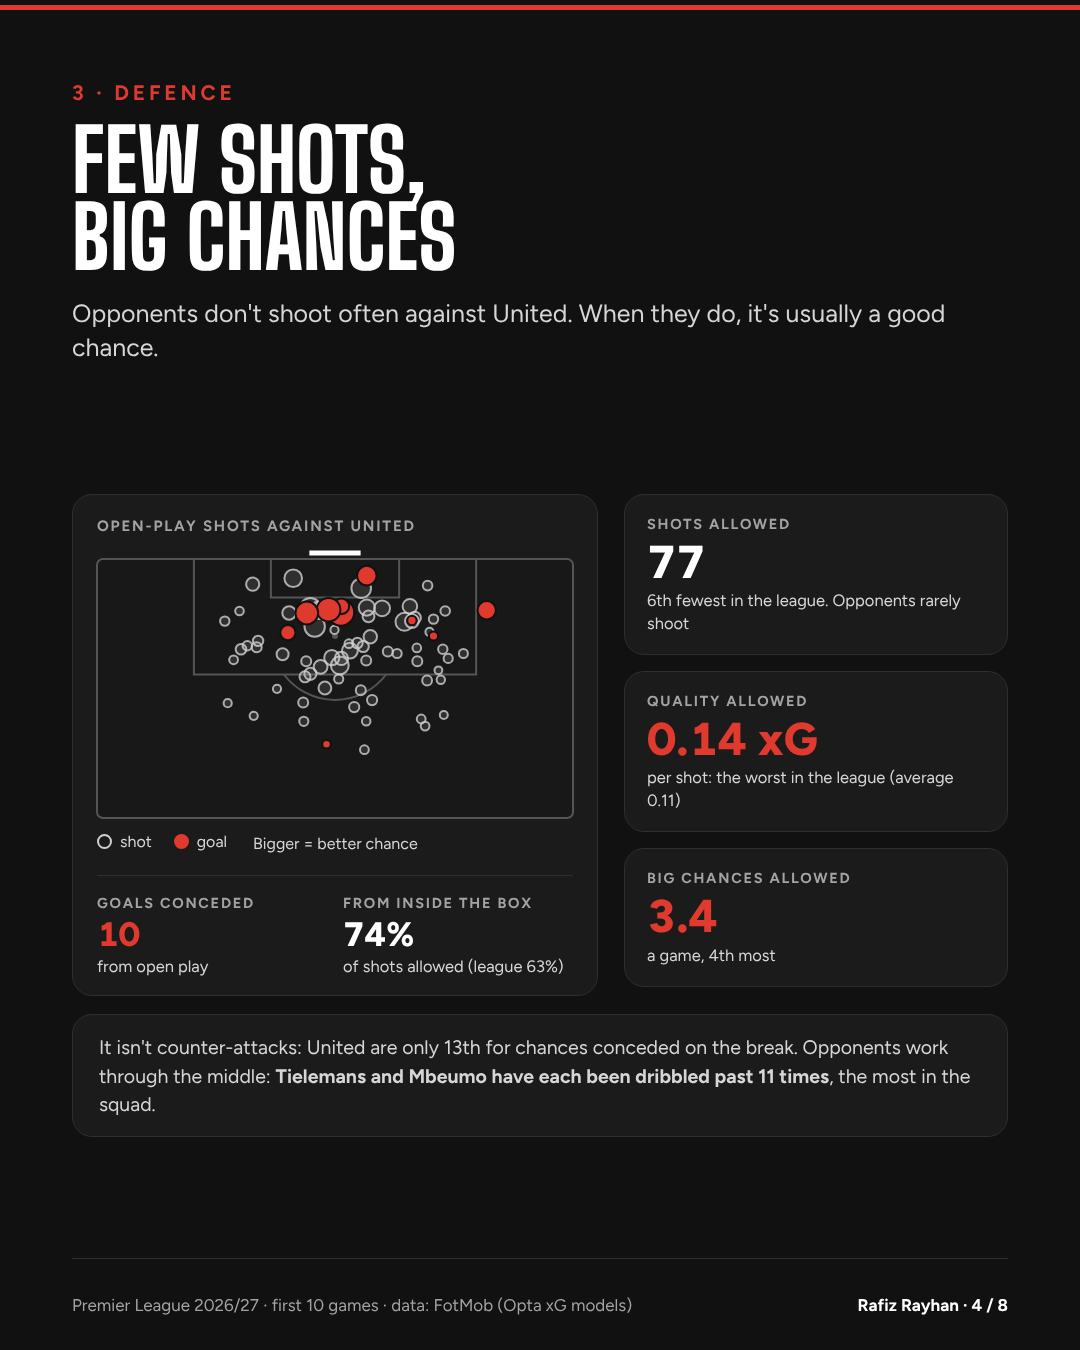 3 · DEFENCE
FEW SHOTS,
BIG CHANCES
Opponents don't shoot often against United. When they do, it's usually a good
chance.
OPEN-PLAY SHOTS AGAINST UNITED
shot
goal
Bigger = better chance
GOALS CONCEDED
10
from open play
FROM INSIDE THE BOX
74%
of shots allowed (league 63%)
SHOTS ALLOWED
77
6th fewest in the league. Opponents rarely
shoot
QUALITY ALLOWED
0.14 xG
per shot: the worst in the league (average
0.11)
BIG CHANCES ALLOWED
3.4
a game, 4th most
It isn't counter-attacks: United are only 13th for chances conceded on the break. Opponents work
through the middle: Tielemans and Mbeumo have each been dribbled past 11 times, the most in the
squad.
Premier League 2026/27 · first 10 games · data: FotMob (Opta xG models)
Rafiz Rayhan · 4 / 8